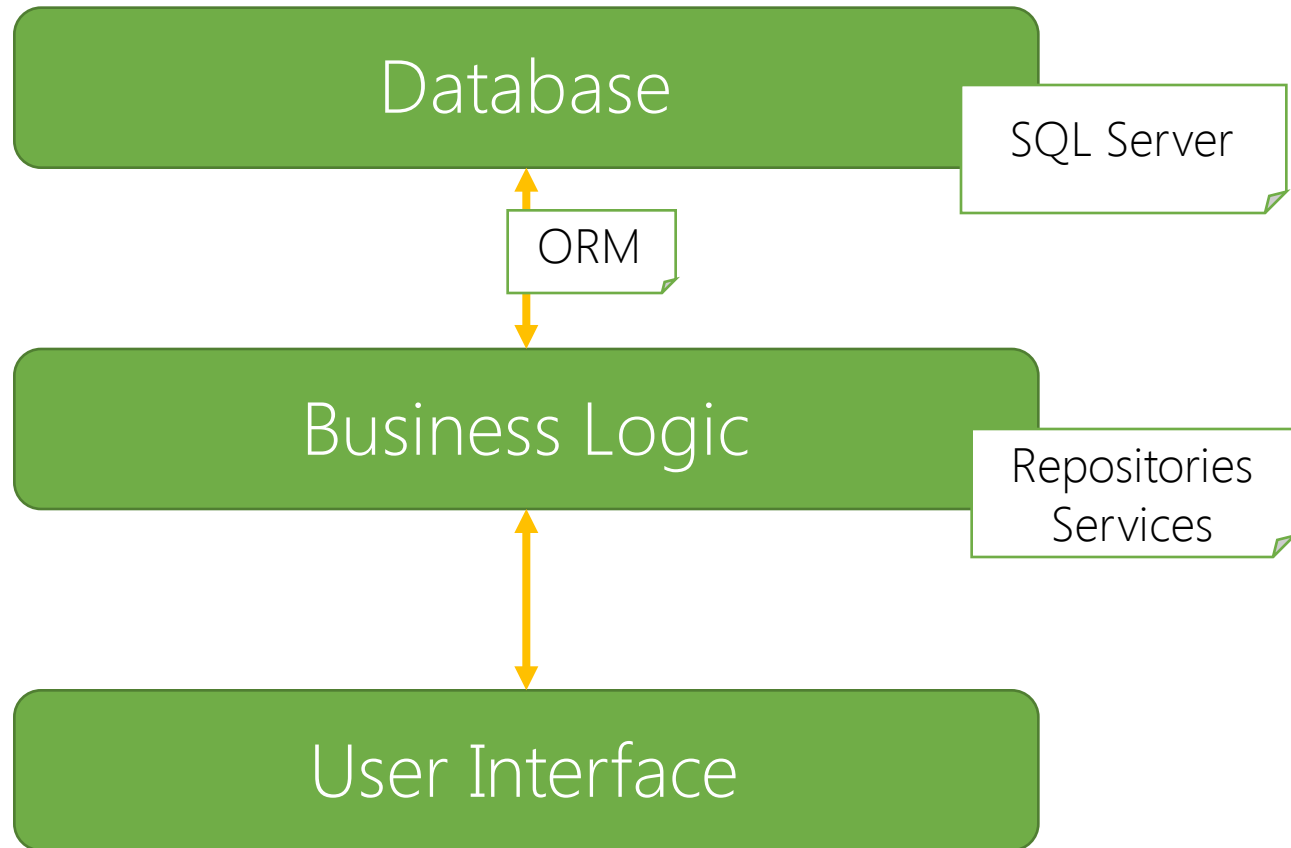 Database
SQL Server
ORM
Business Logic
Repositories
Services
User Interface